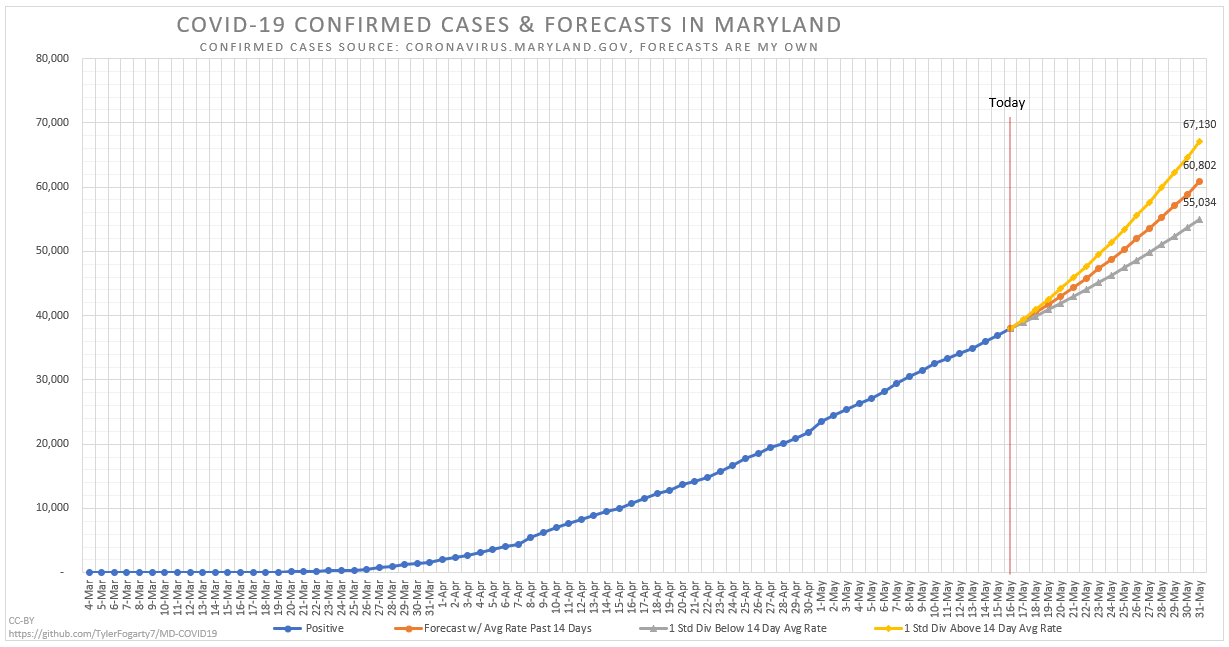 COVID-19 CONFIRMED CASES & FORECASTS IN MARYLAND
CONFIRMED CASES SOURCE: CORONAVIRUS.MARYLAND.GOV, FORECASTS ARE MY OWN
80,000
70,000
60,000
50,000
40,000
30,000
20,000
10,000
-
Today
67,130
60,802
55,034
4-Mar
5-Mar
6-Mar
7-Mar
8-Mar
9-Mar
10-Mar
11-Mar
12-Mar
13-Mar
14-Mar
15-Mar
16-Mar
17-Mar
18-Mar
19-Mar
20-Mar
21-Mar
22-Mar
23-Mar
24-Mar
25-Mar
26-Mar
27-Mar
28-Mar
29-Mar
30-Mar
31-Mar
1-Apr
2-Apr
3-Apr
4-Apr
5-Apr
6-Apr
7-Apr
8-Apr
9-Apr
10-Apr
11-Apr
12-Apr
13-Apr
14-Apr
15-Apr
16-Apr
17-Apr
18-Apr
19-Apr
20-Apr
21-Apr
22-Apr
23-Apr
24-Apr
25-Apr
26-Apr
27-Apr
28-Apr
29-Apr
30-Apr
1-May
2-May
3-May
4-May
5-May
6-May
7-May
8-May
9-May
10-May
11-May
12-May
13-May
14-May
15-May
16-May
17-May
18-May
19-May
20-May
21-May
22-May
23-May
24-May
25-May
26-May
27-May
28-May
29-May
30-May
31-May
CC-BY
https://github.com/TylerFogarty7/MD-COVID19
Positive
Forecast w/ Avg Rate Past 14 Days
1 Std Div Below 14 Day Avg Rate
1 Std Div Above 14 Day Avg Rate